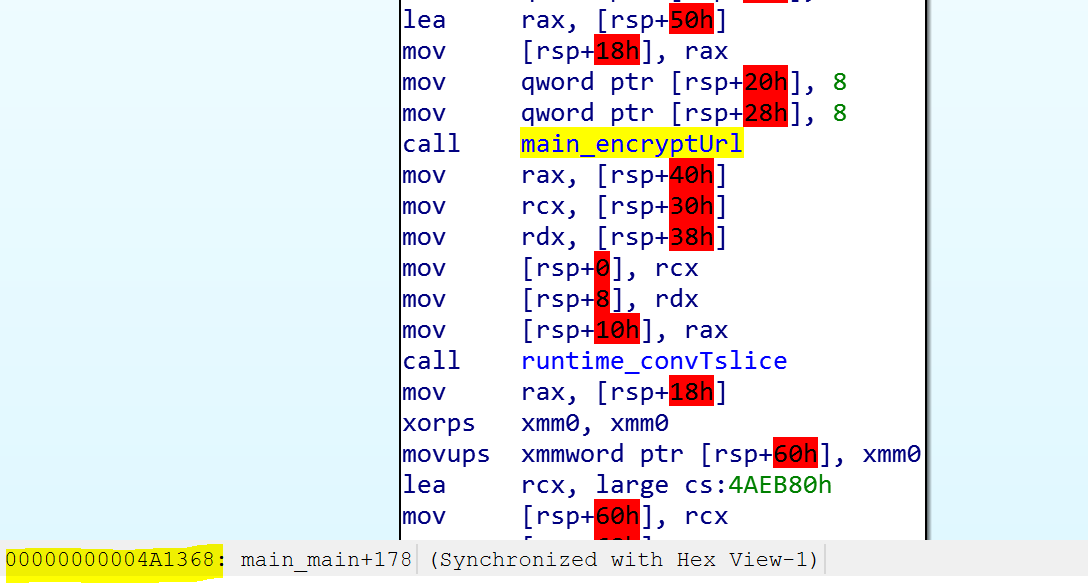 lea rax, [rsp+50h]
mov [rsp+18h], rax
mov qword ptr [rsp+20h], 8
mov qword ptr [rsp+28h], 8
call main_encryptUrl
mov rax, [rsp+40h]
mov rcx, [rsp+30h]
mov rdx, [rsp+38h]
mov [rsp+0], rcx
mov [rsp+8], rdx
mov [rsp+10h], rax
call runtime_convTslice
mov rax, [rsp+18h]
xorps xmm0, xmm0
movups xmmword ptr [rsp+60h], xmm0
lea rcx, large cs:4AEB80h
mov [rsp+60h], rcx
00000000004A1368: main_main+178 (Synchronized with Hex View-1)